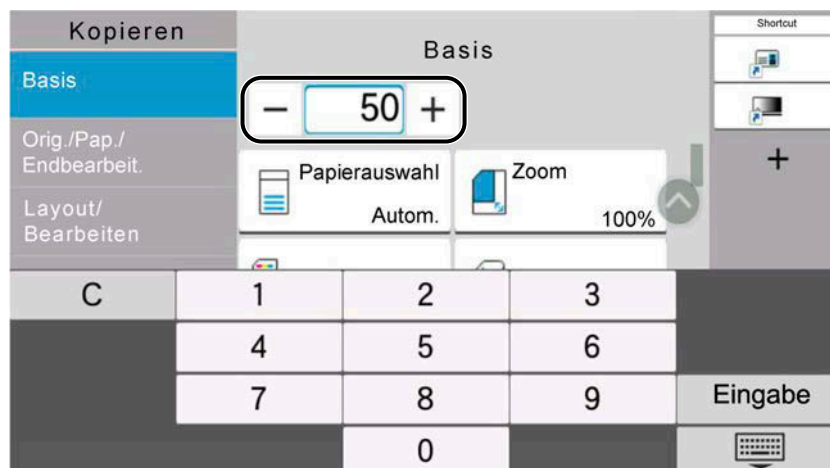 Kopieren
Basis
Shortcut
Basis
− 50 +
Orig./Pap./
Endbearbeit.
Papierauswahl
Autom.
Zoom
100%
+
Layout/
Bearbeiten
C 1 2 3
4 5 6
7 8 9 Eingabe
0